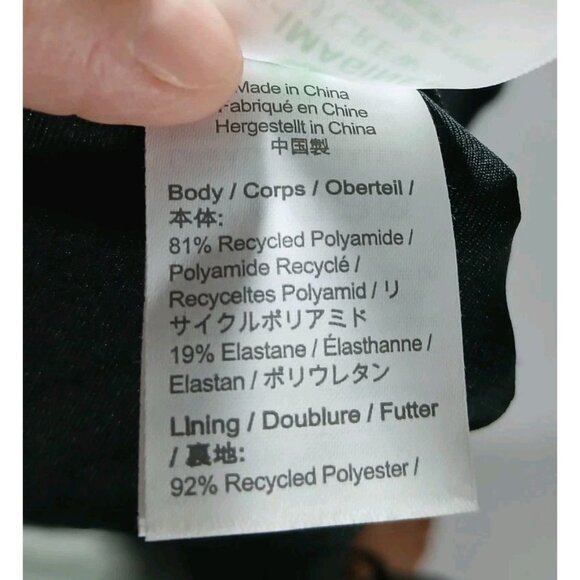 IMAGIN
Made in China
Fabriqué en Chine
Hergestellt in China
中国製
Body / Corps / Oberteil /
本体:
81% Recycled Polyamide /
Polyamide Recyclé /
Recyceltes Polyamid / リ
サイクルポリアミド
19% Elastane / Élasthanne /
Elastan / ポリウレタン
Lining / Doublure / Futter
/ 裏地:
92% Recycled Polyester /